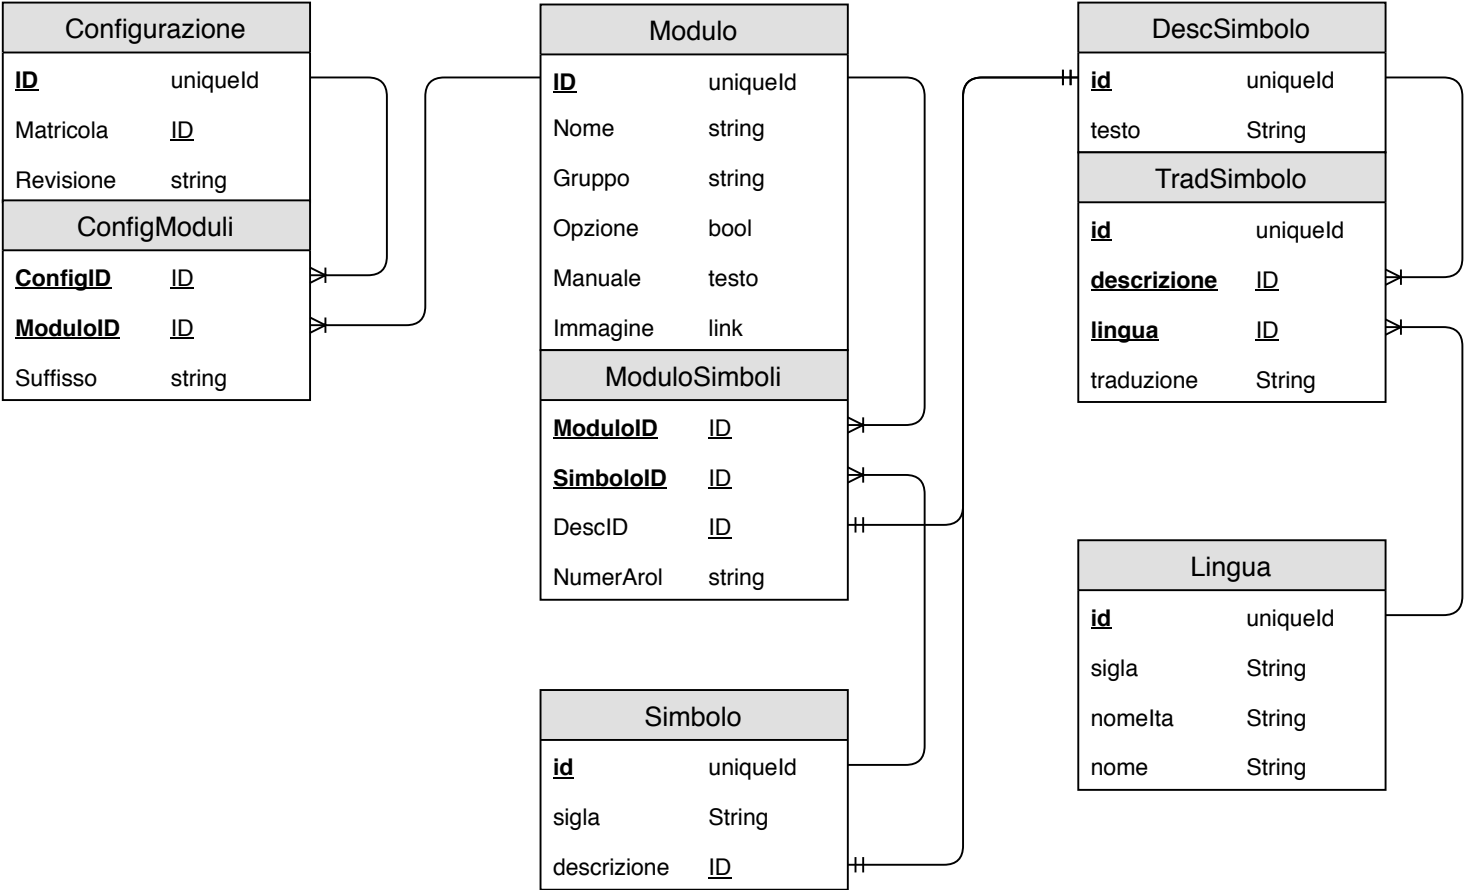 Configurazione
ID uniqueId
Matricola ID
Revisione string
ConfigModuli
ConfigID ID
ModuloID ID
Suffisso string
Modulo
ID uniqueId
Nome string
Gruppo string
Opzione bool
Manuale testo
Immagine link
ModuloSimboli
ModuloID ID
SimboloID ID
DescID ID
NumerArol string
Simbolo
id uniqueId
sigla String
descrizione ID
DescSimbolo
id uniqueId
testo String
TradSimbolo
id uniqueId
descrizione ID
lingua ID
traduzione String
Lingua
id uniqueId
sigla String
nomeIta String
nome String